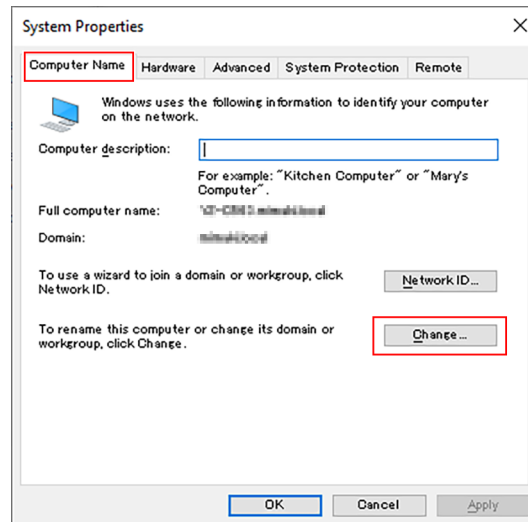 System Properties
Computer Name Hardware Advanced System Protection Remote
Windows uses the following information to identify your computer
on the network.
Computer description:
For example: "Kitchen Computer" or "Mary's
Computer".
Full computer name:
Domain:
To use a wizard to join a domain or workgroup, click
Network ID.
Network ID...
To rename this computer or change its domain or
workgroup, click Change.
Change...
OK Cancel Apply